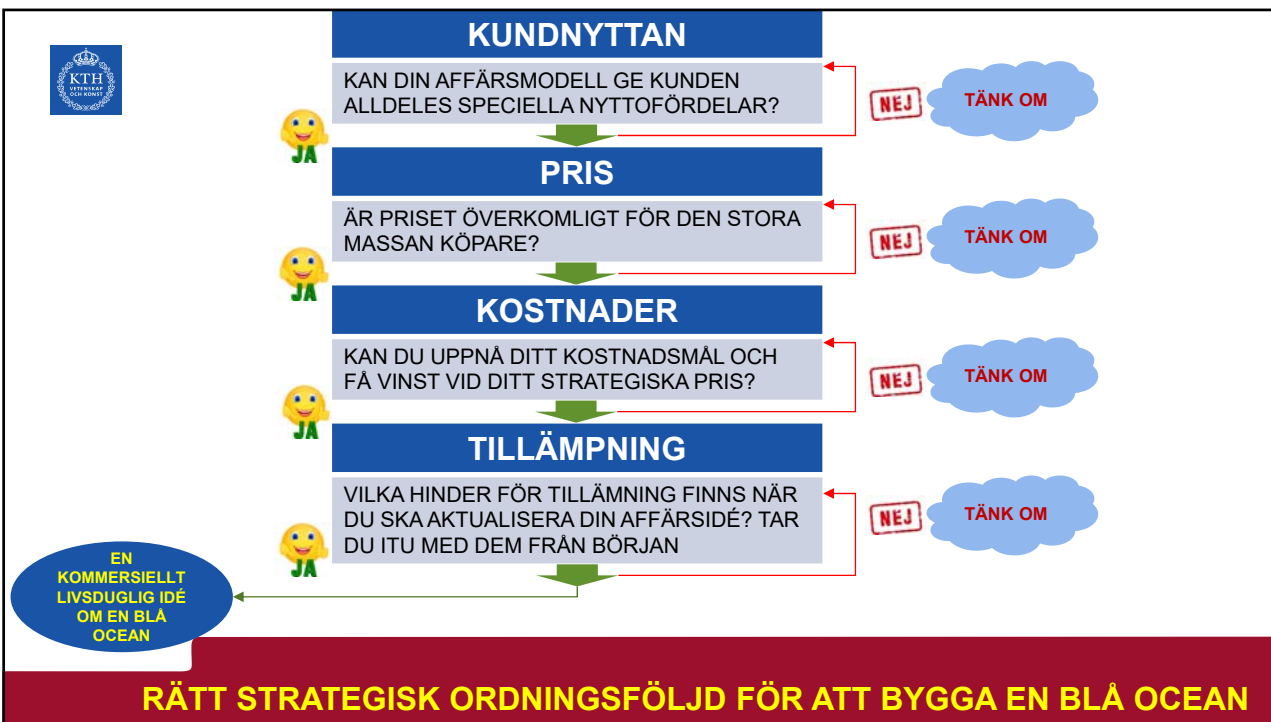 KTH
VETENSKAP
OCH KONST
KUNDNYTTAN
KAN DIN AFFÄRSMODELL GE KUNDEN
ALLDELES SPECIELLA NYTTOFÖRDELAR?
JA
NEJ
TÄNK OM
PRIS
ÄR PRISET ÖVERKOMLIGT FÖR DEN STORA
MASSAN KÖPARE?
JA
NEJ
TÄNK OM
KOSTNADER
KAN DU UPPNÅ DITT KOSTNADSMÅL OCH
FÅ VINST VID DITT STRATEGISKA PRIS?
JA
NEJ
TÄNK OM
TILLÄMPNING
VILKA HINDER FÖR TILLÄMNING FINNS NÄR
DU SKA AKTUALISERA DIN AFFÄRSIDÉ? TAR
DU ITU MED DEM FRÅN BÖRJAN
JA
NEJ
TÄNK OM
EN
KOMMERSIELLT
LIVSDUGLIG IDÉ
OM EN BLÅ
OCEAN
RÄTT STRATEGISK ORDNINGSFÖLJD FÖR ATT BYGGA EN BLÅ OCEAN